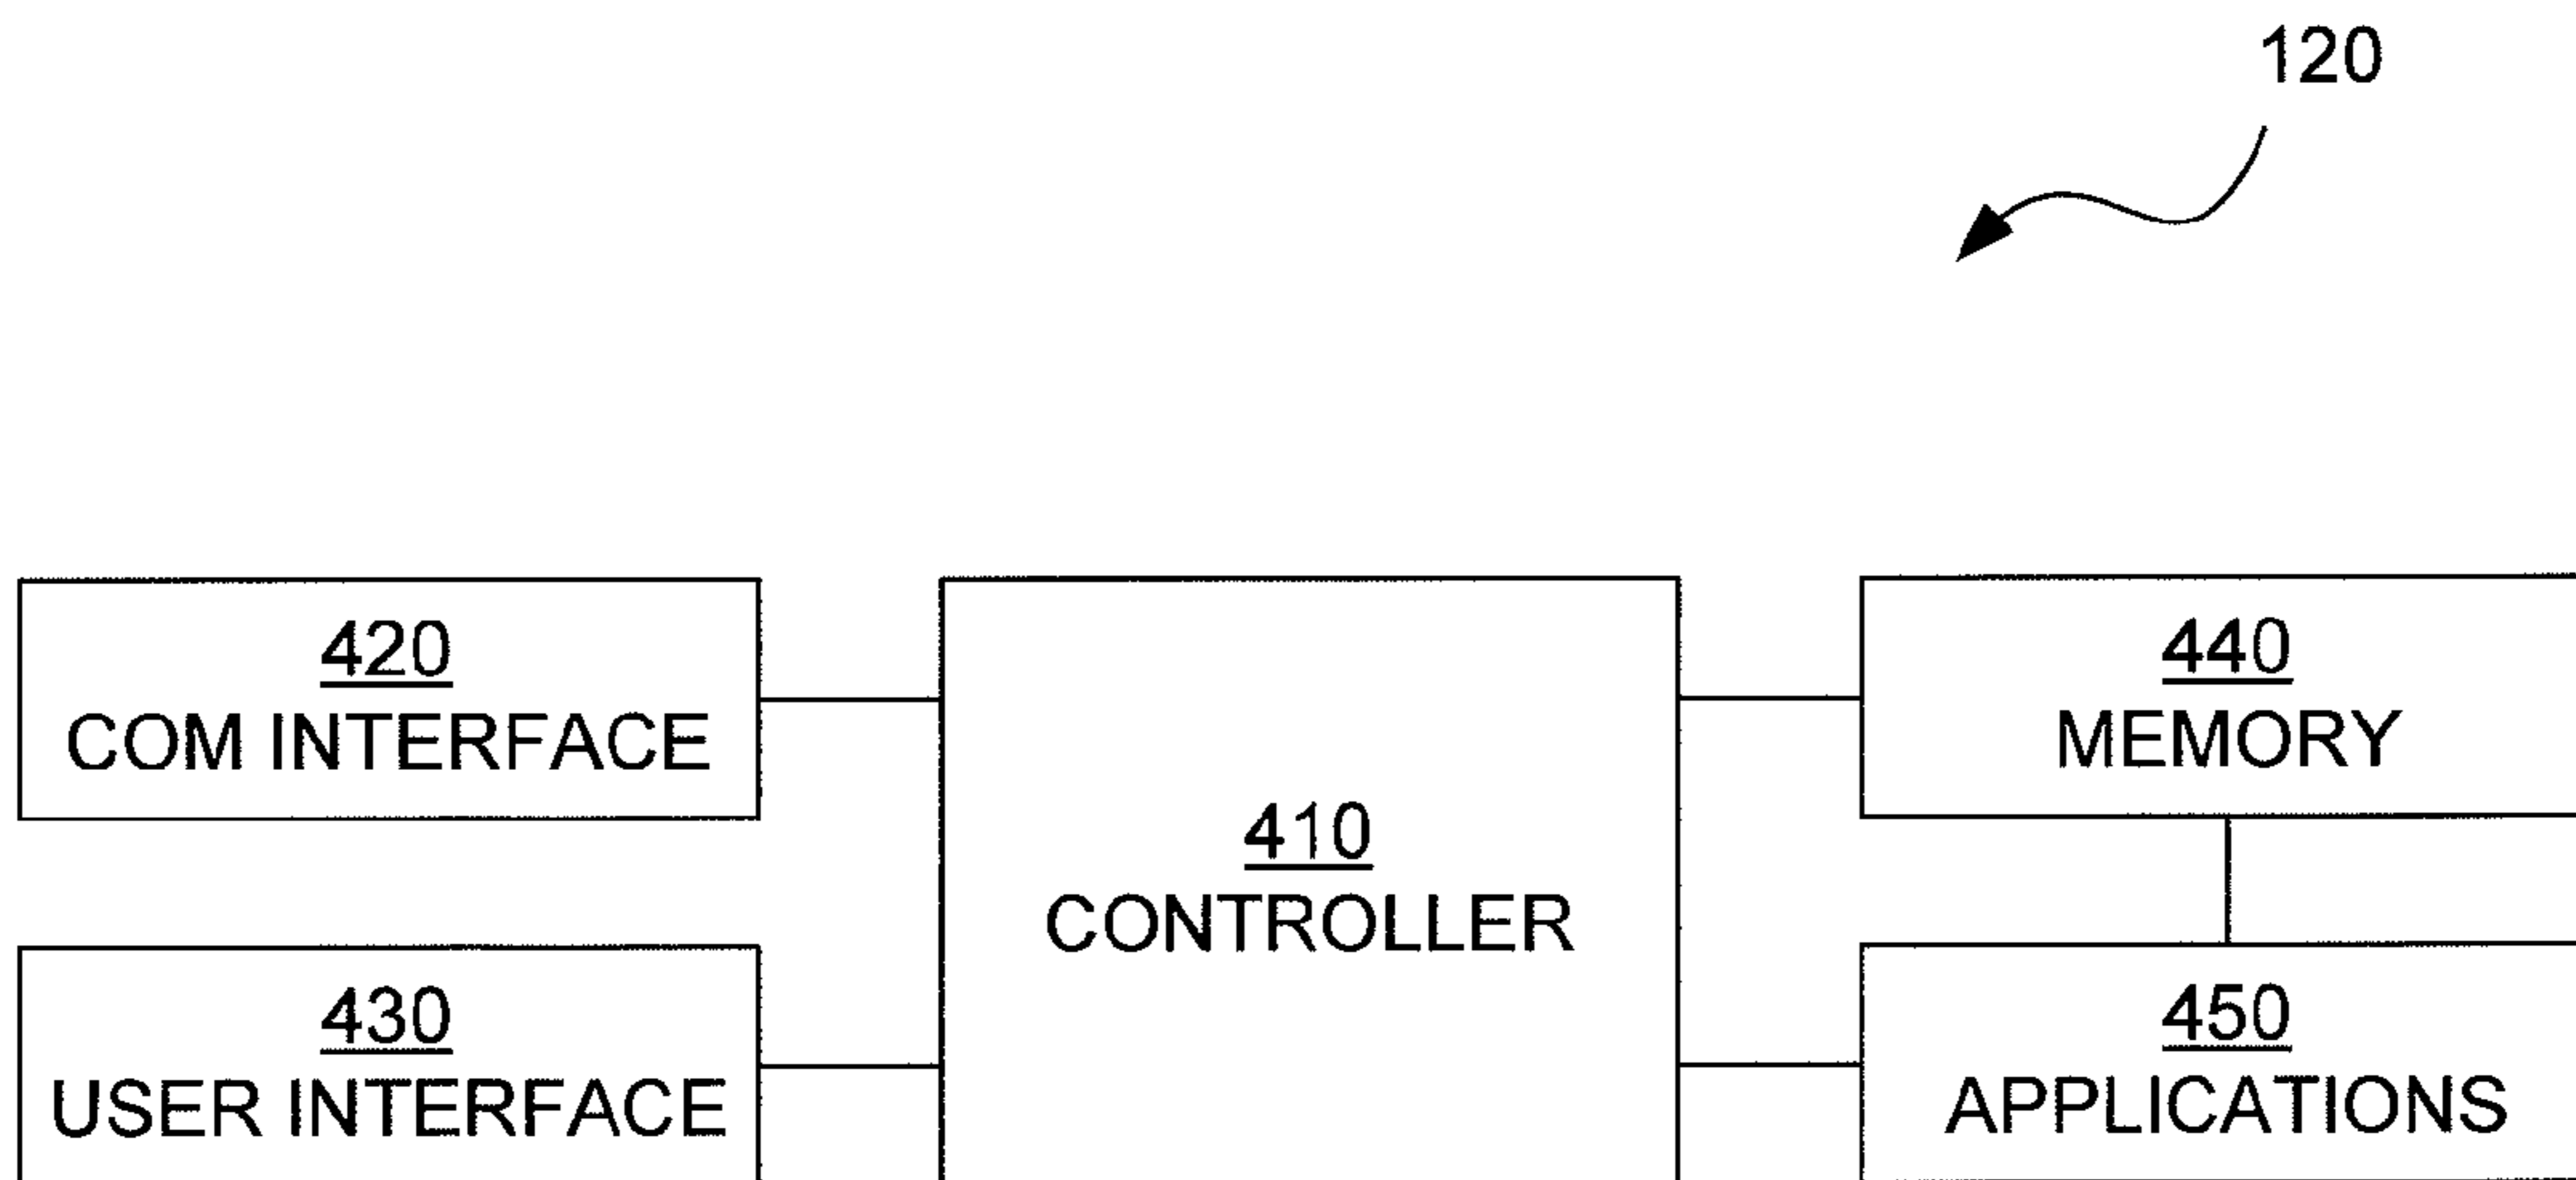 120
420
COM INTERFACE
440
MEMORY
410
CONTROLLER
430
USER INTERFACE
450
APPLICATIONS